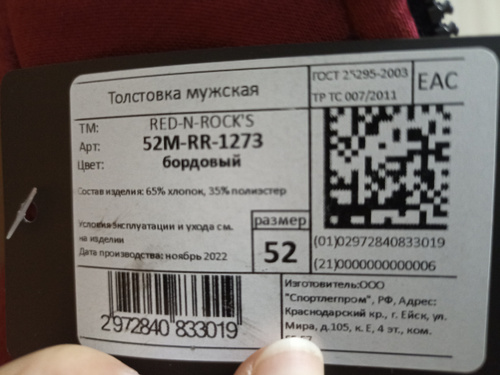 Толстовка мужская
ГОСТ 25295-2003
ТР ТС 007/2011
EAC
ТМ: RED-N-ROCK'S
Арт: 52M-RR-1273
Цвет: бордовый
Состав изделия: 65% хлопок, 35% полиэстер
Условия эксплуатации и ухода см.
на изделии
Дата производства: ноябрь 2022
размер
52
(01)02972840833019
(21)0000000000006
2972840 833019
Изготовитель:ООО
"Спортлегпром", РФ, Адрес:
Краснодарский кр., г. Ейск, ул.
Мира, д.105, к. Е, 4 эт., ком.